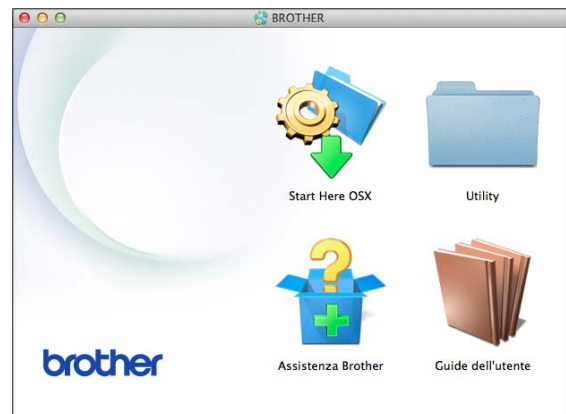 BROTHER
Start Here OSX
Utility
Assistenza Brother
Guide dell'utente
brother